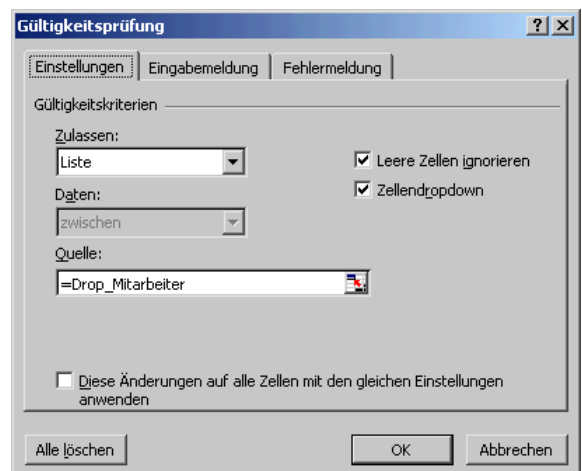 Gültigkeitsprüfung
Einstellungen Eingabemeldung Fehlermeldung
Gültigkeitskriterien
Zulassen:
Liste
Leere Zellen ignorieren
Daten:
Zellendropdown
zwischen
Quelle:
=Drop_Mitarbeiter
Diese Änderungen auf alle Zellen mit den gleichen Einstellungen
anwenden
Alle löschen OK Abbrechen